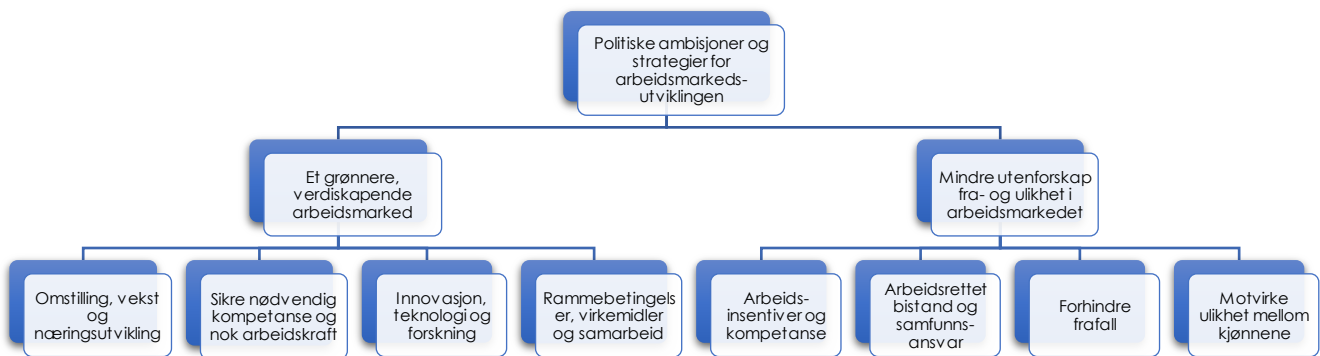 Politiske ambisjoner og
strategier for
arbeidsmarkeds-
utviklingen
Et grønnere,
verdiskapende
arbeidsmarked
Mindre utenforskap
fra- og ulikhet i
arbeidsmarkedet
Omstilling, vekst
og
næringsutvikling
Sikre nødvendig
kompetanse og
nok arbeidskraft
Innovasjon,
teknologi og
forskning
Rammebetingels
er, virkemidler
og samarbeid
Arbeids-
insentiver og
kompetanse
Arbeidsrettet
bistand og
samfunns-
ansvar
Forhindre
frafall
Motvirke
ulikhet mellom
kjønnene